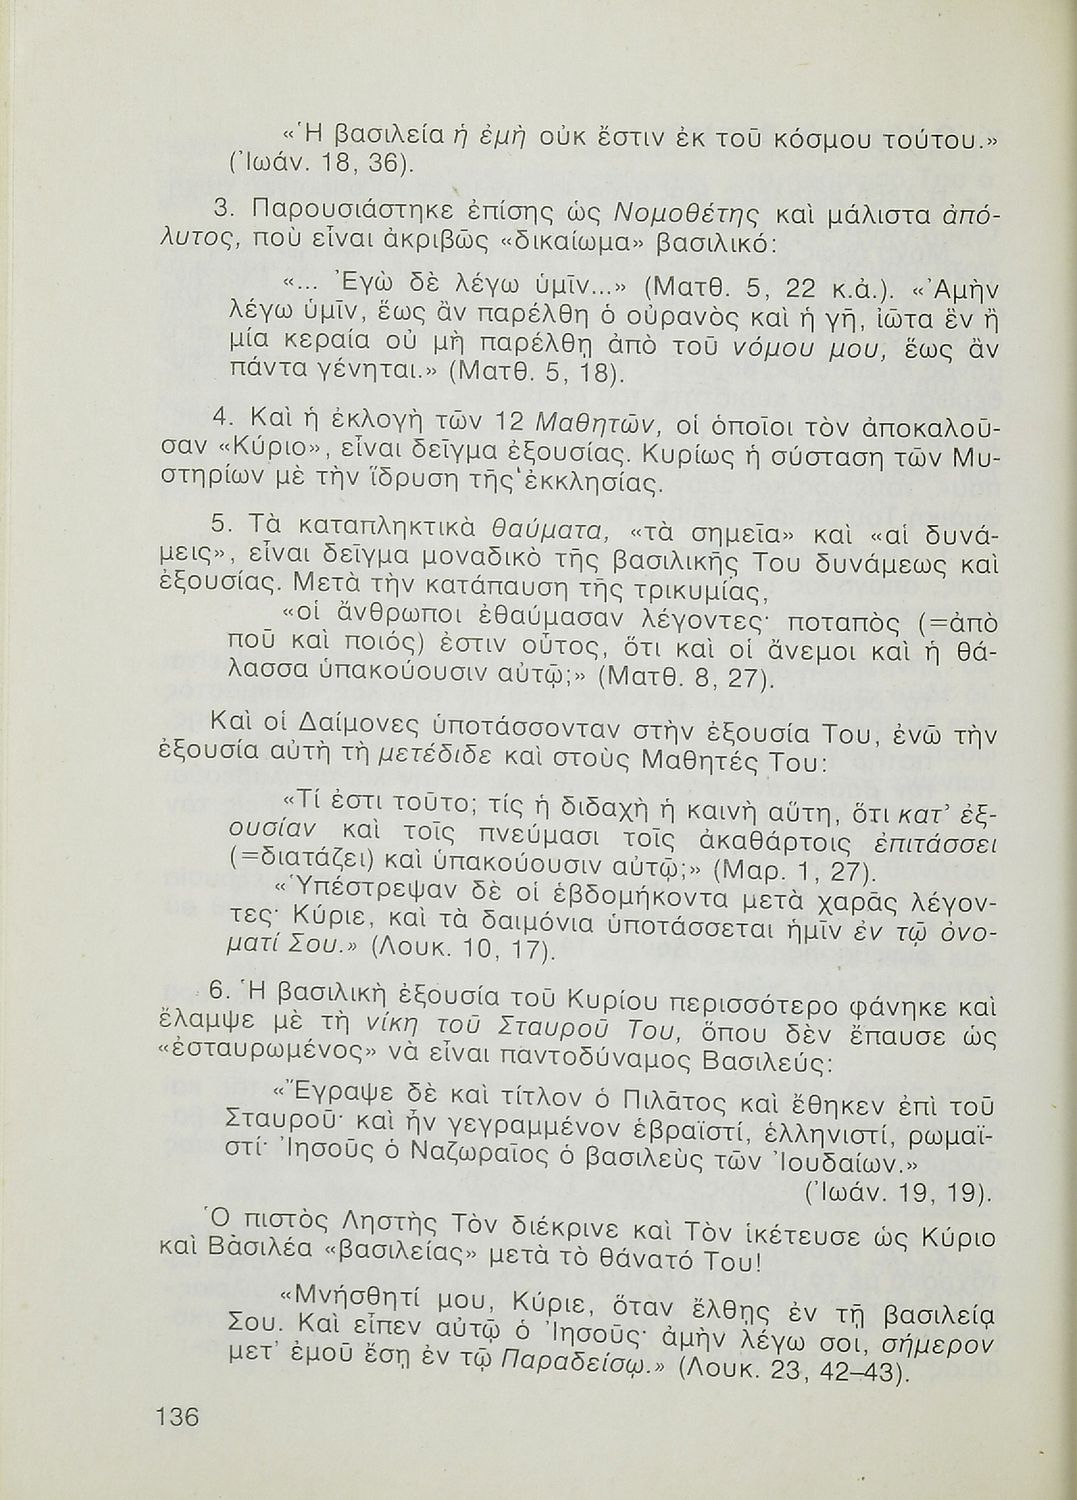 «Ἡ βασιλεία ἡ ἐμὴ οὐκ ἔστιν ἐκ τοῦ κόσμου τούτου.»
(Ἰωάν. 18, 36).
3. Παρουσιάστηκε ἐπίσης ὡς Νομοθέτης καὶ μάλιστα ἀπό-
λυτος, ποὺ εἶναι ἀκριβῶς «δικαίωμα» βασιλικό:
«... Ἐγὼ δὲ λέγω ὑμῖν...» (Ματθ. 5, 22 κ.ἀ.). «Ἀμὴν
λέγω ὑμῖν, ἕως ἂν παρέλθη ὁ οὐρανὸς καὶ ἡ γῆ, ἰῶτα ἓν ἢ
μία κεραία οὐ μὴ παρέλθῃ ἀπὸ τοῦ νόμου μου, ἕως ἂν
πάντα γένηται.» (Ματθ. 5, 18).
4. Καὶ ἡ ἐκλογὴ τῶν 12 Μαθητῶν, οἱ ὁποῖοι τὸν ἀποκαλοῦ-
σαν «Κύριο», εἶναι δεῖγμα ἐξουσίας. Κυρίως ἡ σύσταση τῶν Μυ-
στηρίων μὲ τὴν ἵδρυση τῆς ἐκκλησίας.
5. Τὰ καταπληκτικὰ θαύματα, «τὰ σημεῖα» καὶ «αἱ δυνά-
μεις», εἶναι δεῖγμα μοναδικὸ τῆς βασιλικῆς Του δυνάμεως καὶ
ἐξουσίας. Μετὰ τὴν κατάπαυση τῆς τρικυμίας,
«οἱ ἄνθρωποι ἐθαύμασαν λέγοντες· ποταπὸς (=ἀπὸ
ποῦ καὶ ποιός) ἐστιν οὗτος, ὅτι καὶ οἱ ἄνεμοι καὶ ἡ θά-
λασσα ὑπακούουσιν αὐτῷ;» (Ματθ. 8, 27).
Καὶ οἱ Δαίμονες ὑποτάσσονταν στὴν ἐξουσία Του, ἐνῶ τὴν
ἐξουσία αὐτὴ τὴ μετέδιδε καὶ στοὺς Μαθητές Του:
«Τί ἐστι τοῦτο; τίς ἡ διδαχὴ ἡ καινὴ αὕτη, ὅτι κατ᾽ ἐξ-
ουσίαν καὶ τοῖς πνεύμασι τοῖς ἀκαθάρτοις ἐπιτάσσει
(=διατάζει) καὶ ὑπακούουσιν αὐτῷ;» (Μαρ. 1, 27).
«Ὑπέστρεψαν δὲ οἱ ἑβδομήκοντα μετὰ χαρᾶς λέγον-
τες· Κύριε, καὶ τὰ δαιμόνια ὑποτάσσεται ἡμῖν ἐν τῷ ὀνο-
ματί Σου.» (Λουκ. 10, 17).
6. Ἡ βασιλικὴ ἐξουσία τοῦ Κυρίου περισσότερο φάνηκε καὶ
ἔλαμψε μὲ τὴ νίκη τοῦ Σταυροῦ Του, ὅπου δὲν ἔπαυσε ὡς
«ἐσταυρωμένος» νὰ εἶναι παντοδύναμος Βασιλεύς:
«Ἔγραψε δὲ καὶ τίτλον ὁ Πιλᾶτος καὶ ἔθηκεν ἐπὶ τοῦ
Σταυροῦ· καὶ ἦν γεγραμμένον ἑβραϊστί, ἑλληνιστί, ρωμαϊ-
στί· Ἰησοῦς ὁ Ναζωραῖος ὁ βασιλεὺς τῶν Ἰουδαίων.»
(Ἰωάν. 19, 19).
Ὁ πιστὸς Ληστὴς Τὸν διέκρινε καὶ Τὸν ἱκέτευσε ὡς Κύριο
καὶ Βασιλέα «βασιλείας» μετὰ τὸ θάνατό Του!
«Μνήσθητί μου, Κύριε, ὅταν ἔλθῃς ἐν τῇ βασιλείᾳ
Σου. Καὶ εἶπεν αὐτῷ ὁ Ἰησοῦς· ἀμὴν λέγω σοι, σήμερον
μετ᾽ ἐμοῦ ἔσῃ ἐν τῷ Παραδείσῳ.» (Λουκ. 23, 42–43).
136